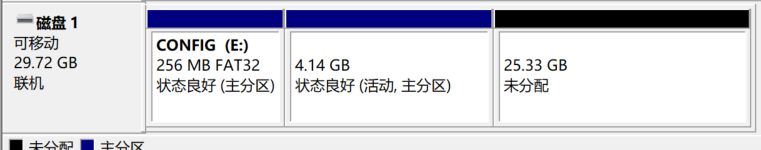 磁盘 1
可移动
29.72 GB
联机
CONFIG (E:)
256 MB FAT32
状态良好 (主分区)
4.14 GB
状态良好 (活动, 主分区)
25.33 GB
未分配
未分配 主分区